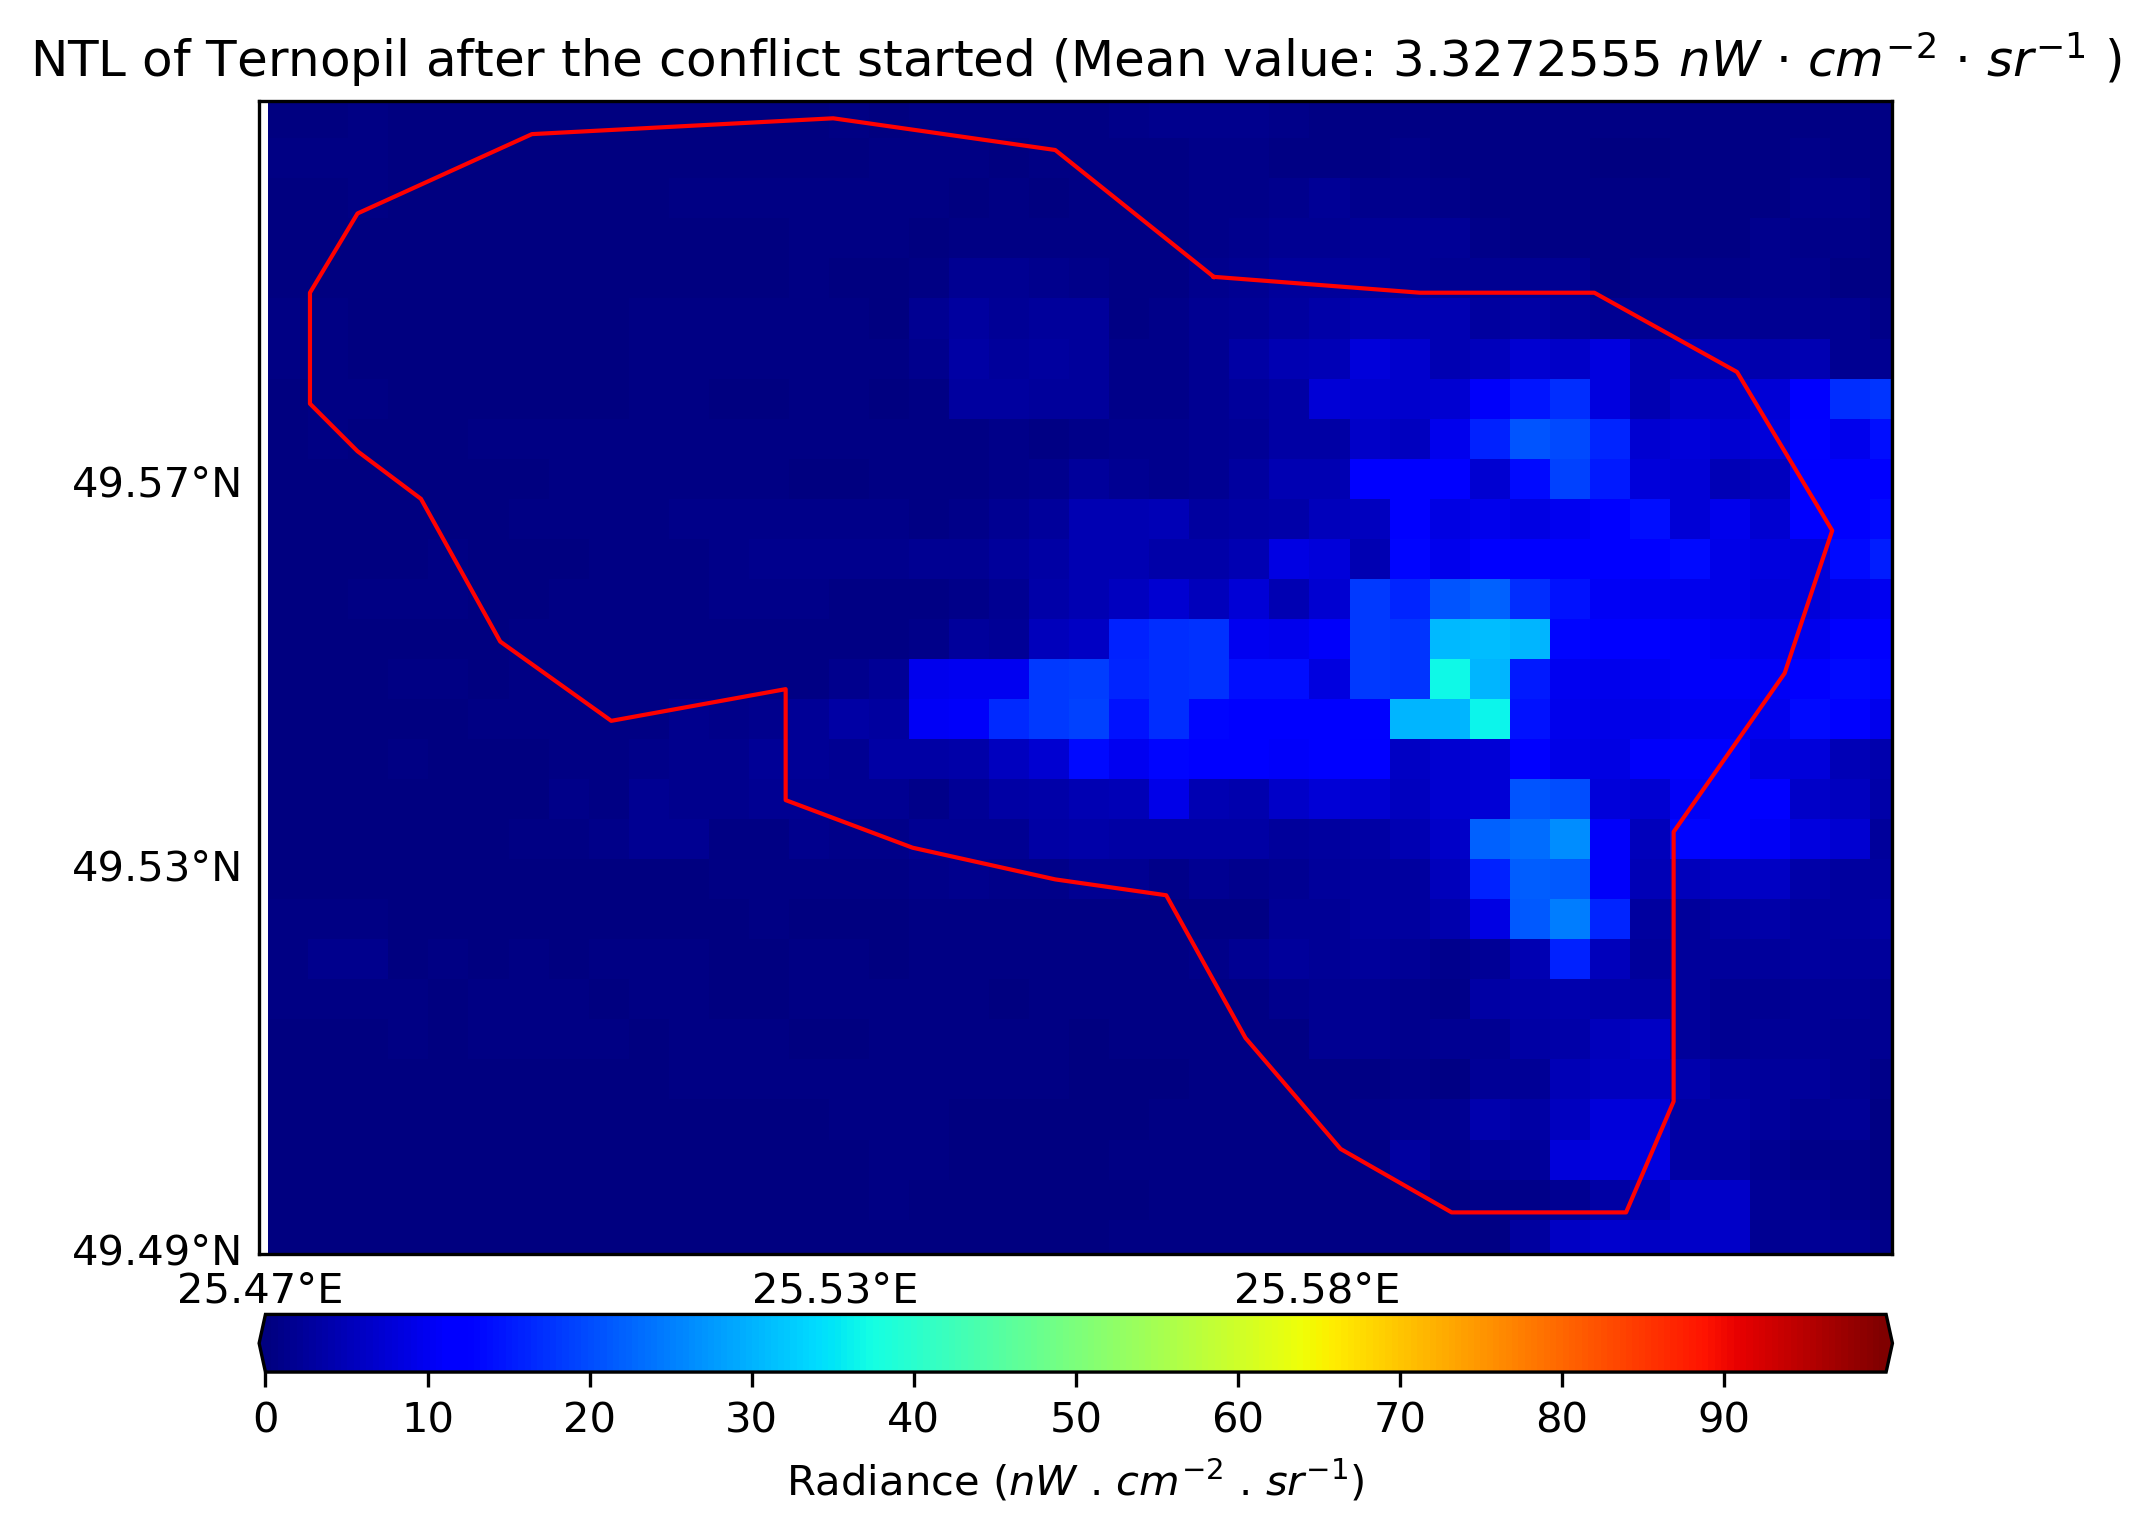 NTL of Ternopil after the conflict started (Mean value: 3.3272555 nW · cm⁻² · sr⁻¹ )
49.57°N
49.53°N
49.49°N
25.47°E 25.53°E 25.58°E
0 10 20 30 40 50 60 70 80 90
Radiance (nW . cm⁻² . sr⁻¹)